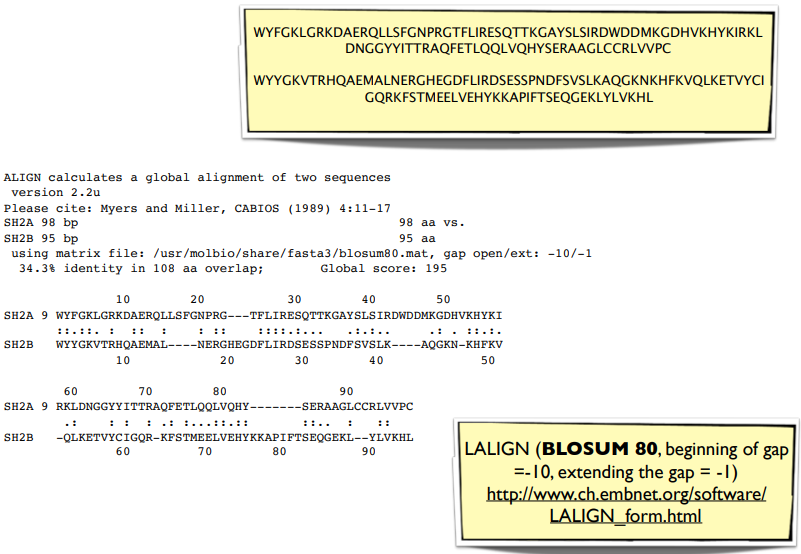 WYFGKLGRKDAERQLLSFGNPRGTFLIRESQTTKGAYSLSIRDWDDMKGDHVKHYKIRKL
DNGGYYITTRAQFETLQQLVQHYSERAAGLCCRLVVPC
WYYGKVTRHQAEMALNERGHEGDFLIRDSESSPNDFSVSLKAQGKNKHFKVQLKETVYCI
GQRKFSTMEELVEHYKKAPIFTSEQGEKLYLVKHL
ALIGN calculates a global alignment of two sequences
version 2.2u
Please cite: Myers and Miller, CABIOS (1989) 4:11-17
SH2A 98 bp 98 aa vs.
SH2B 95 bp 95 aa
using matrix file: /usr/molbio/share/fasta3/blosum80.mat, gap open/ext: -10/-1
34.3% identity in 108 aa overlap; Global score: 195
10 20 30 40 50
SH2A 9 WYFGKLGRKDAERQLLSFGNPRG---TFLIRESQTTKGAYSLSIRDWDDMKGDHVKHYKI
::.::. : :: : : :: ::::.:... .:.:. : . ::.:.
SH2B WYYGKVTRHQAEMAL----NERGHEGDFLIRDSESSPNDFSVSLK----AQGKN-KHFKV
10 20 30 40 50
60 70 80 90
SH2A 9 RKLDNGGYYITTRAQFETLQQLVQHY-------SERAAGLCCRLVVPC
.: : : . :.: :...::.:: ::.. : ::
SH2B -QLKETVYCIGQR-KFSTMEELVEHYKKAPIFTSEQGEKL--YLVKHL
60 70 80 90
LALIGN (BLOSUM 80, beginning of gap
=-10, extending the gap = -1)
http://www.ch.embnet.org/software/
LALIGN_form.html